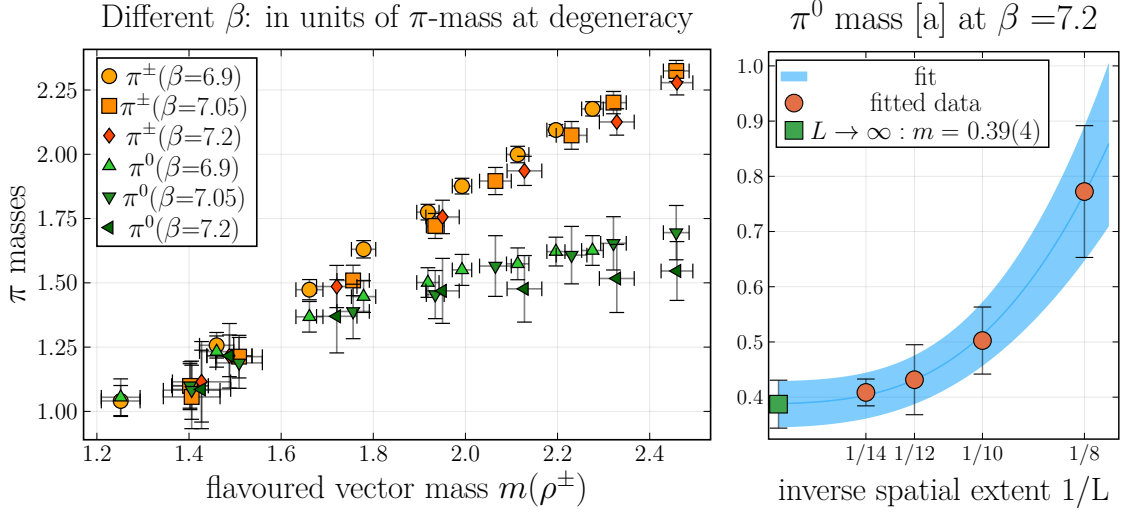 Different β: in units of π-mass at degeneracy
π masses
2.25
2.00
1.75
1.50
1.25
1.00
π±(β=6.9)
π±(β=7.05)
π±(β=7.2)
π⁰(β=6.9)
π⁰(β=7.05)
π⁰(β=7.2)
1.2 1.4 1.6 1.8 2.0 2.2 2.4
flavoured vector mass m(ρ±)
π⁰ mass [a] at β =7.2
1.0
0.9
0.8
0.7
0.6
0.5
0.4
fit
fitted data
L → ∞ : m = 0.39(4)
1/14 1/12 1/10 1/8
inverse spatial extent 1/L